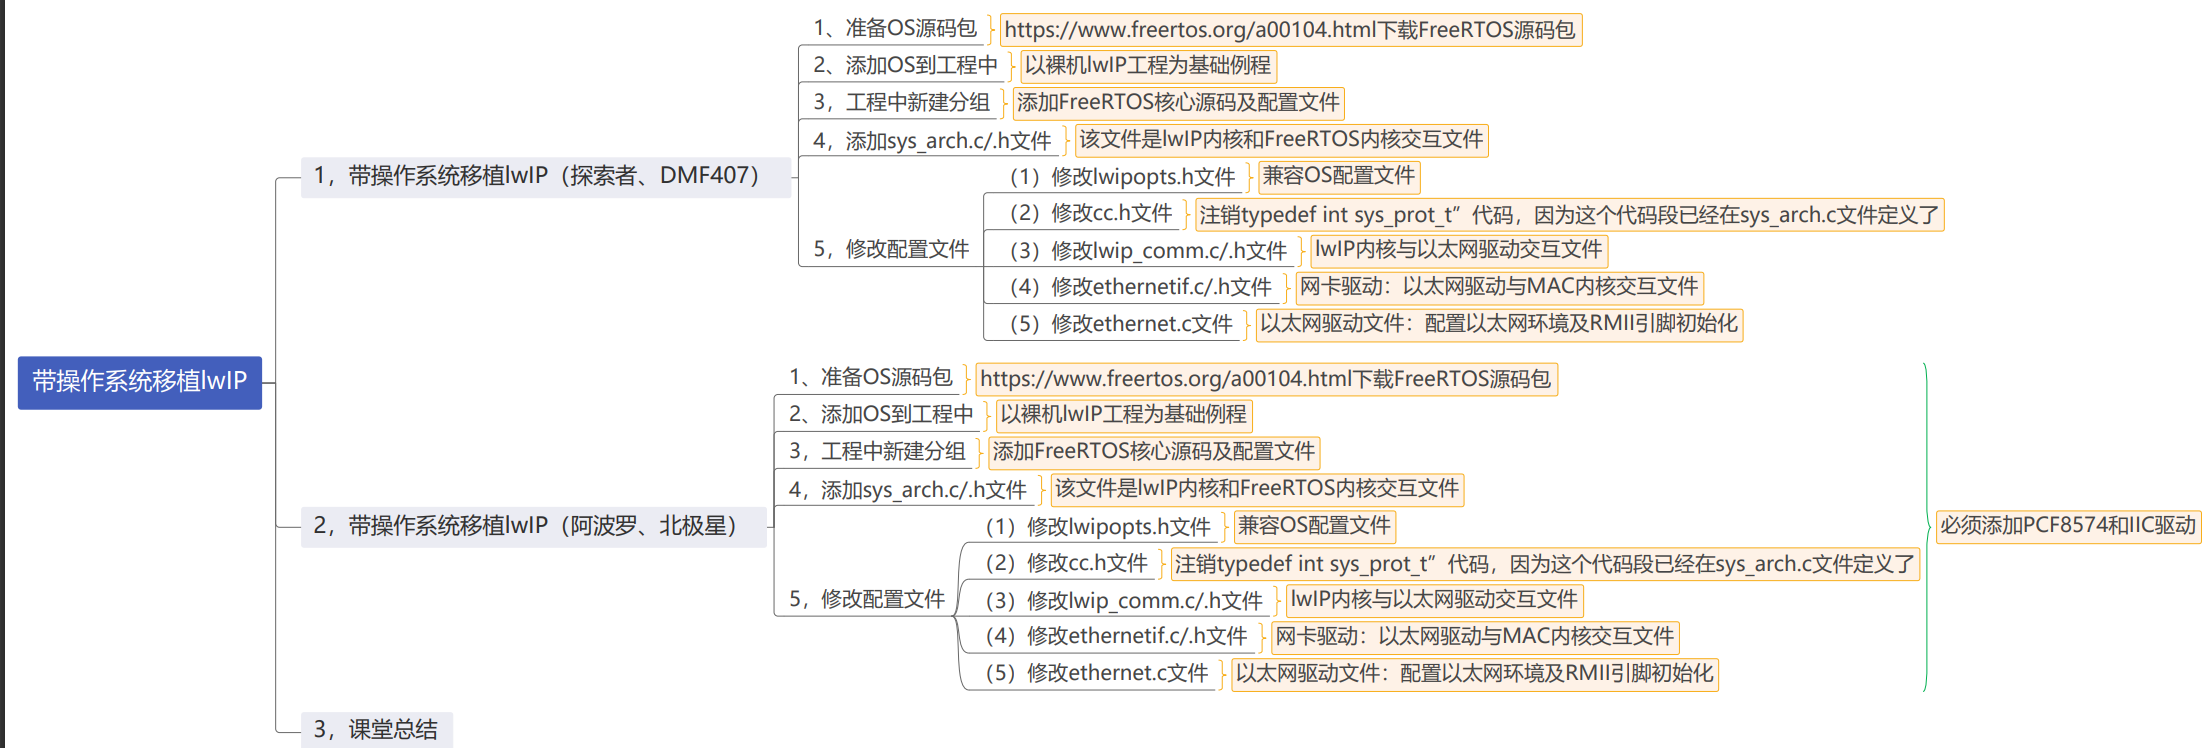 带操作系统移植lwIP
1，带操作系统移植lwIP（探索者、DMF407）
1、准备OS源码包
https://www.freertos.org/a00104.html下载FreeRTOS源码包
2、添加OS到工程中
以裸机lwIP工程为基础例程
3，工程中新建分组
添加FreeRTOS核心源码及配置文件
4，添加sys_arch.c/.h文件
该文件是lwIP内核和FreeRTOS内核交互文件
5，修改配置文件
（1）修改lwipopts.h文件
兼容OS配置文件
（2）修改cc.h文件
注销typedef int sys_prot_t”代码，因为这个代码段已经在sys_arch.c文件定义了
（3）修改lwip_comm.c/.h文件
lwIP内核与以太网驱动交互文件
（4）修改ethernetif.c/.h文件
网卡驱动：以太网驱动与MAC内核交互文件
（5）修改ethernet.c文件
以太网驱动文件：配置以太网环境及RMII引脚初始化
2，带操作系统移植lwIP（阿波罗、北极星）
1、准备OS源码包
https://www.freertos.org/a00104.html下载FreeRTOS源码包
2、添加OS到工程中
以裸机lwIP工程为基础例程
3，工程中新建分组
添加FreeRTOS核心源码及配置文件
4，添加sys_arch.c/.h文件
该文件是lwIP内核和FreeRTOS内核交互文件
5，修改配置文件
（1）修改lwipopts.h文件
兼容OS配置文件
（2）修改cc.h文件
注销typedef int sys_prot_t”代码，因为这个代码段已经在sys_arch.c文件定义了
（3）修改lwip_comm.c/.h文件
lwIP内核与以太网驱动交互文件
（4）修改ethernetif.c/.h文件
网卡驱动：以太网驱动与MAC内核交互文件
（5）修改ethernet.c文件
以太网驱动文件：配置以太网环境及RMII引脚初始化
必须添加PCF8574和IIC驱动
3，课堂总结